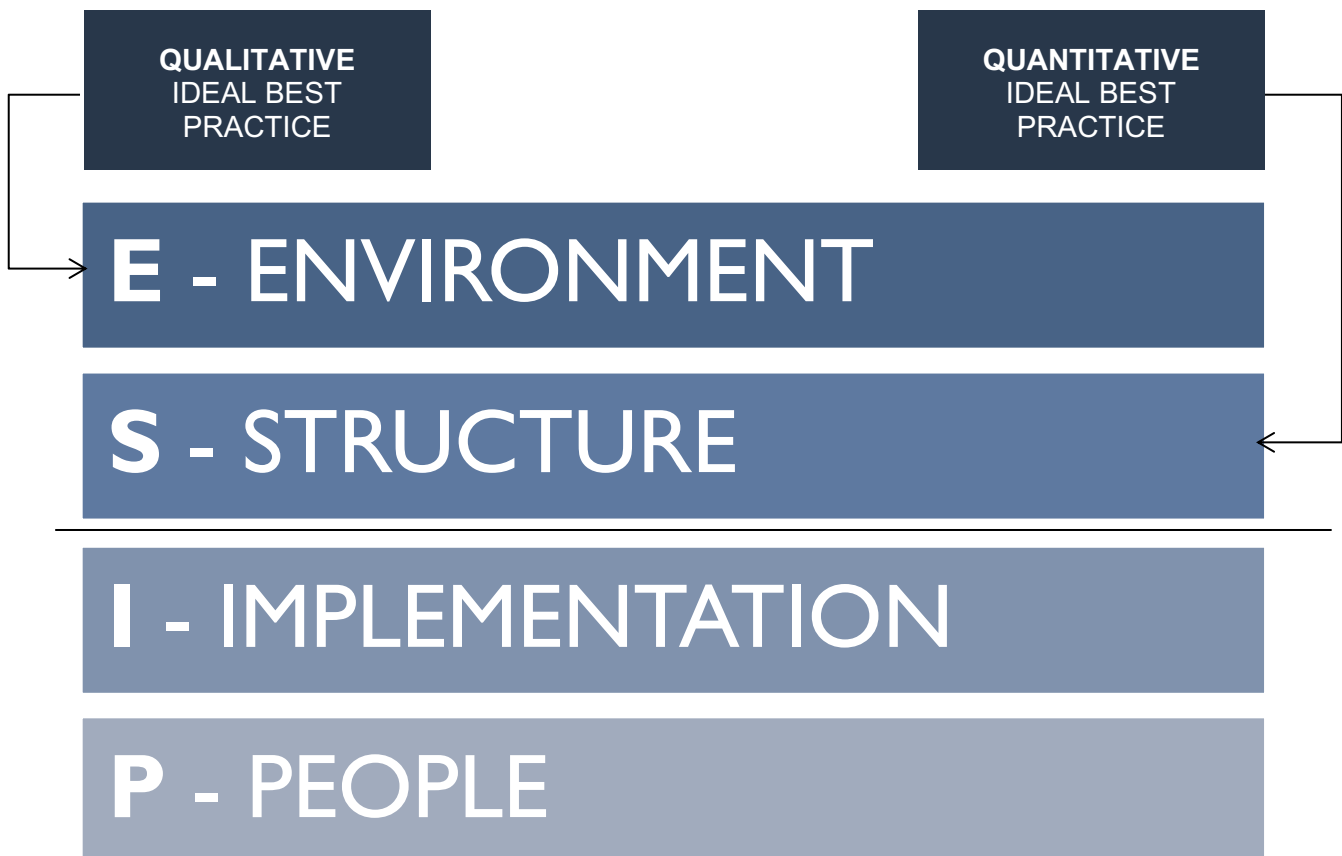 QUALITATIVE
IDEAL BEST
PRACTICE
QUANTITATIVE
IDEAL BEST
PRACTICE
E - ENVIRONMENT
S - STRUCTURE
I - IMPLEMENTATION
P - PEOPLE